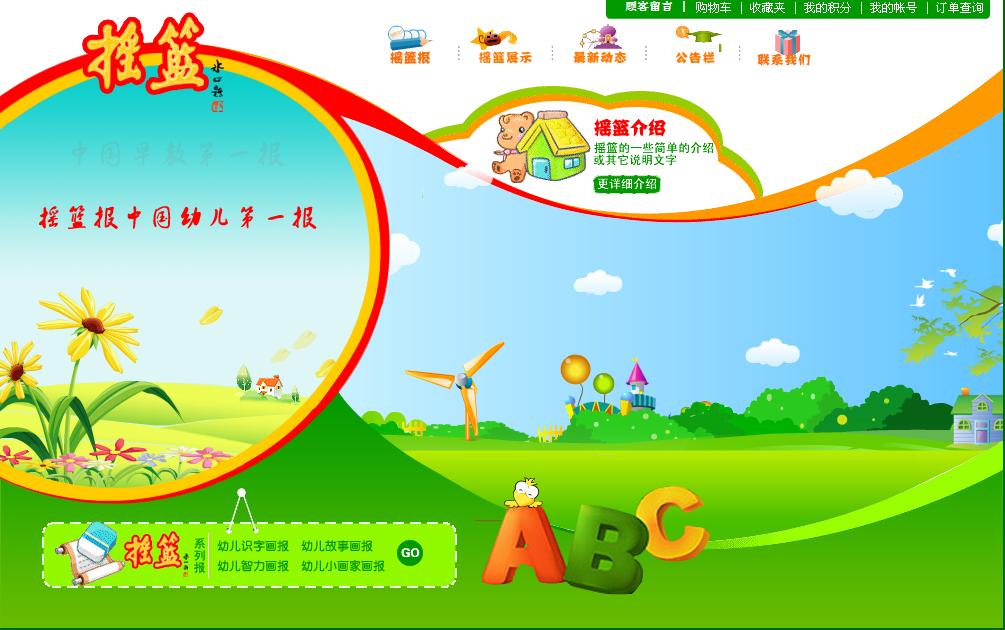 顾客留言 | 购物车 | 收藏夹 | 我的积分 | 我的帐号 | 订单查询
摇篮
冰心题
摇篮报 摇篮展示 最新动态 公告栏 联系我们
摇篮介绍
摇篮的一些简单的介绍
或其它说明文字
更详细介绍
中国早教第一报
摇篮报中国幼儿第一报
ABC
摇篮
系列报
幼儿识字画报 幼儿故事画报
幼儿智力画报 幼儿小画家画报
GO